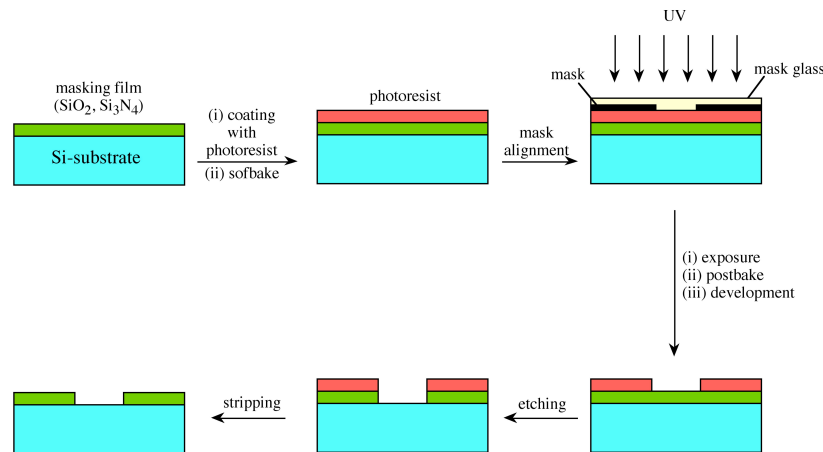 UV
masking film
(SiO₂, Si₃N₄)
Si-substrate
(i) coating
with
photoresist
(ii) sofbake
photoresist
mask
alignment
mask
mask glass
(i) exposure
(ii) postbake
(iii) development
etching
stripping